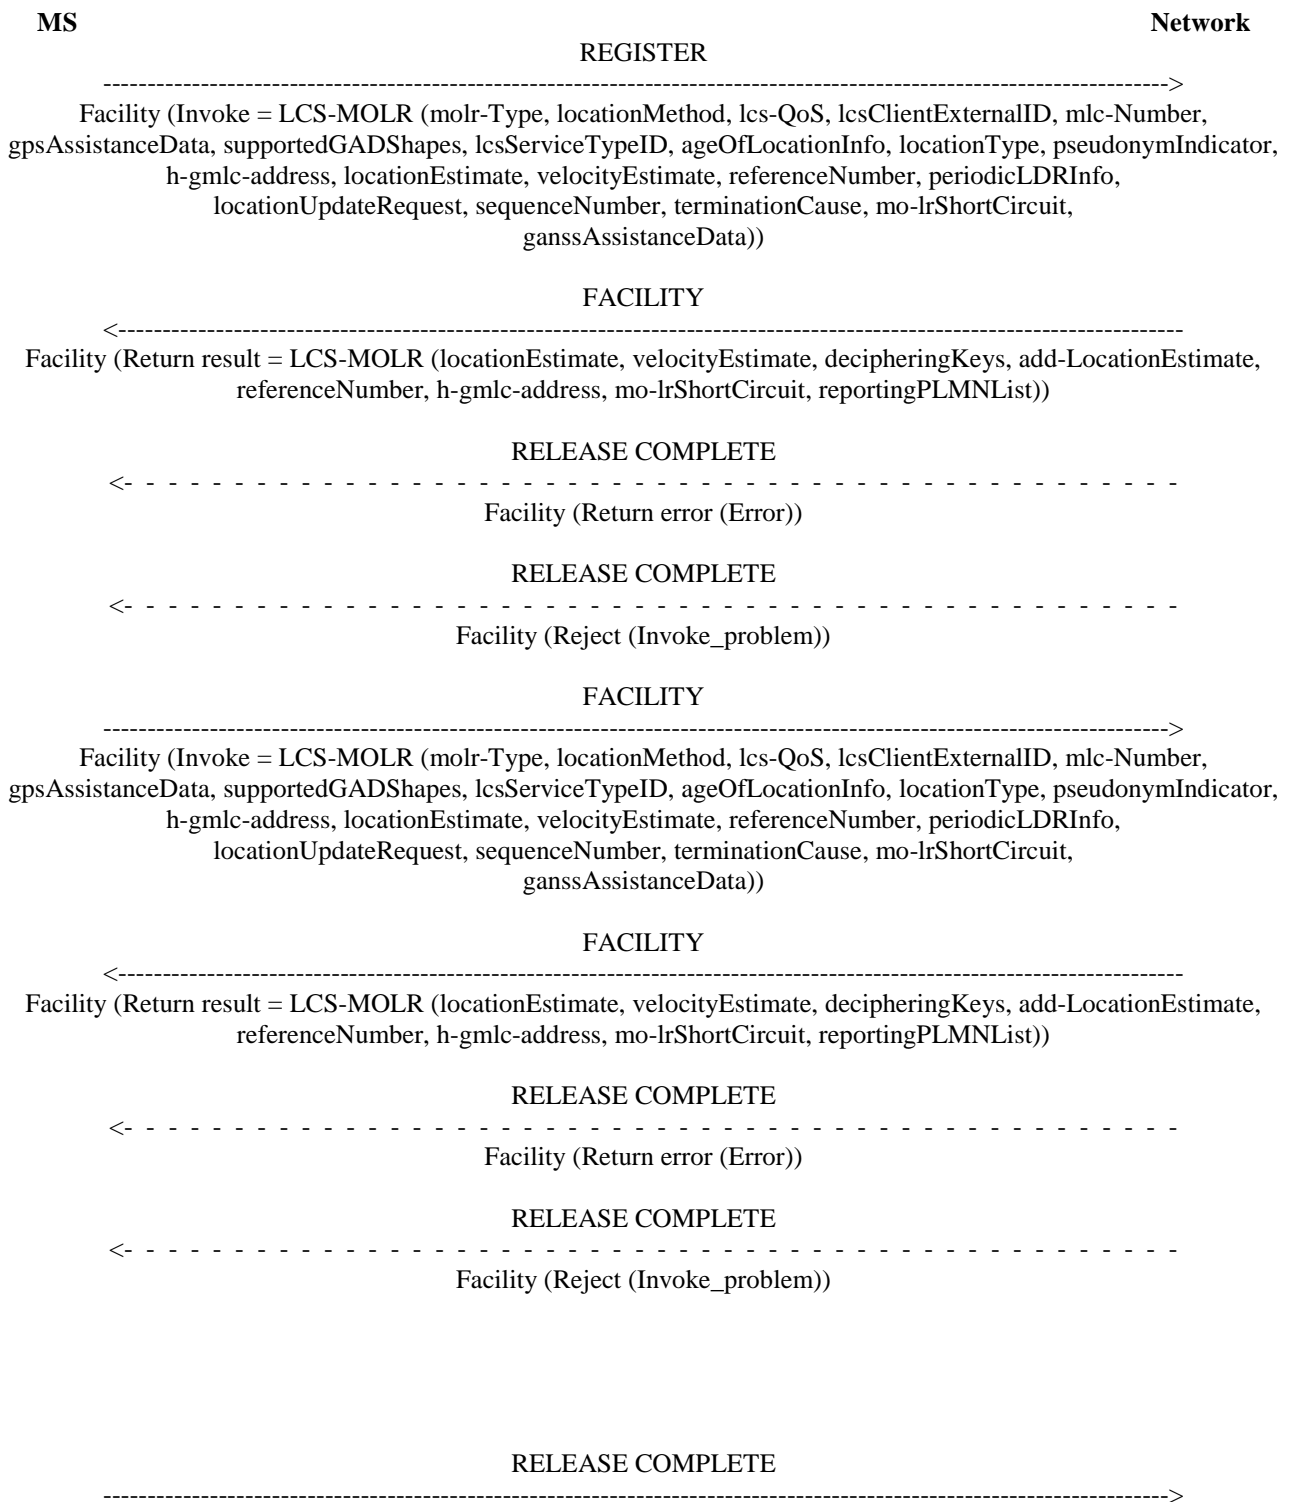 MS Network
REGISTER
------------------------------------------------------------------------------------------------------------------------>
Facility (Invoke = LCS-MOLR (molr-Type, locationMethod, lcs-QoS, lcsClientExternalID, mlc-Number,
gpsAssistanceData, supportedGADShapes, lcsServiceTypeID, ageOfLocationInfo, locationType, pseudonymIndicator,
h-gmlc-address, locationEstimate, velocityEstimate, referenceNumber, periodicLDRInfo,
locationUpdateRequest, sequenceNumber, terminationCause, mo-lrShortCircuit,
ganssAssistanceData))
FACILITY
<------------------------------------------------------------------------------------------------------------------------
Facility (Return result = LCS-MOLR (locationEstimate, velocityEstimate, decipheringKeys, add-LocationEstimate,
referenceNumber, h-gmlc-address, mo-lrShortCircuit, reportingPLMNList))
RELEASE COMPLETE
<- - - - - - - - - - - - - - - - - - - - - - - - - - - - - - - - - - - - - - - - - - - - - - - -
Facility (Return error (Error))
RELEASE COMPLETE
<- - - - - - - - - - - - - - - - - - - - - - - - - - - - - - - - - - - - - - - - - - - - - - - -
Facility (Reject (Invoke_problem))
FACILITY
------------------------------------------------------------------------------------------------------------------------>
Facility (Invoke = LCS-MOLR (molr-Type, locationMethod, lcs-QoS, lcsClientExternalID, mlc-Number,
gpsAssistanceData, supportedGADShapes, lcsServiceTypeID, ageOfLocationInfo, locationType, pseudonymIndicator,
h-gmlc-address, locationEstimate, velocityEstimate, referenceNumber, periodicLDRInfo,
locationUpdateRequest, sequenceNumber, terminationCause, mo-lrShortCircuit,
ganssAssistanceData))
FACILITY
<------------------------------------------------------------------------------------------------------------------------
Facility (Return result = LCS-MOLR (locationEstimate, velocityEstimate, decipheringKeys, add-LocationEstimate,
referenceNumber, h-gmlc-address, mo-lrShortCircuit, reportingPLMNList))
RELEASE COMPLETE
<- - - - - - - - - - - - - - - - - - - - - - - - - - - - - - - - - - - - - - - - - - - - - - - -
Facility (Return error (Error))
RELEASE COMPLETE
<- - - - - - - - - - - - - - - - - - - - - - - - - - - - - - - - - - - - - - - - - - - - - - - -
Facility (Reject (Invoke_problem))
RELEASE COMPLETE
------------------------------------------------------------------------------------------------------------------------>